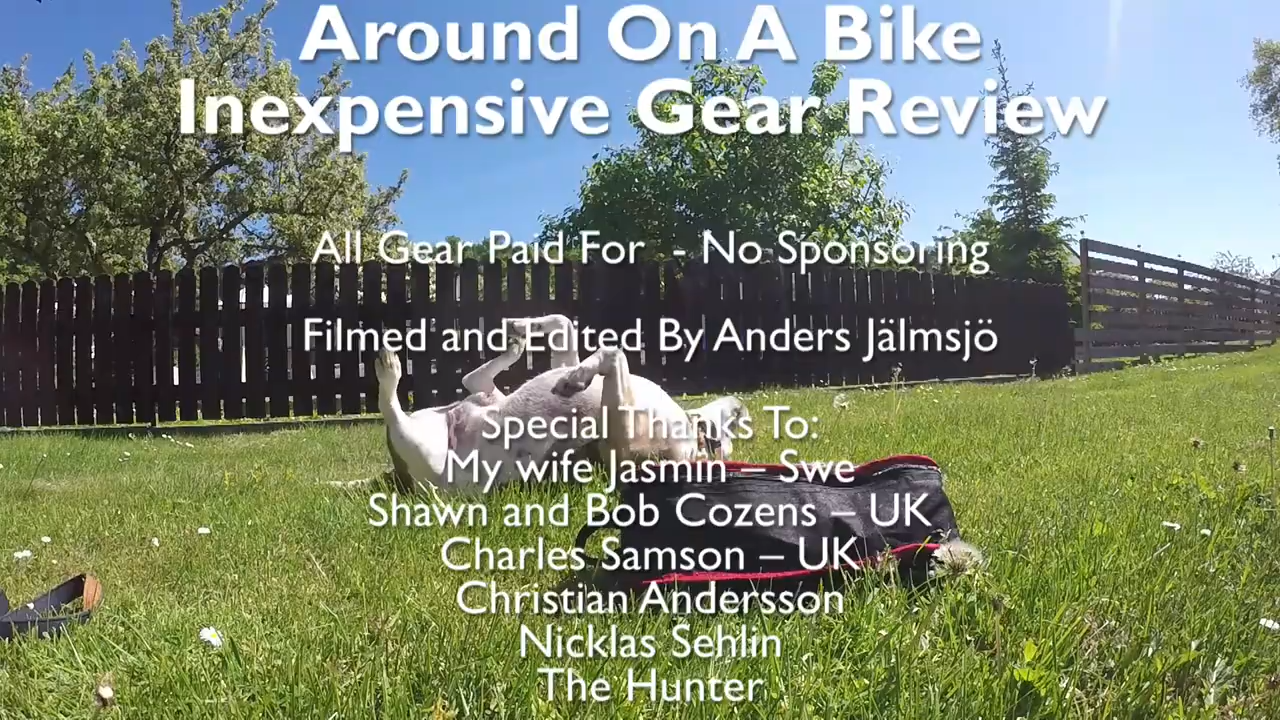 Around On A Bike
Inexpensive Gear Review
All Gear Paid For - No Sponsoring
Filmed and Edited By Anders Jälmsjö
Special Thanks To:
My wife Jasmin – Swe
Shawn and Bob Cozens – UK
Charles Samson – UK
Christian Andersson
Nicklas Sehlin
The Hunter